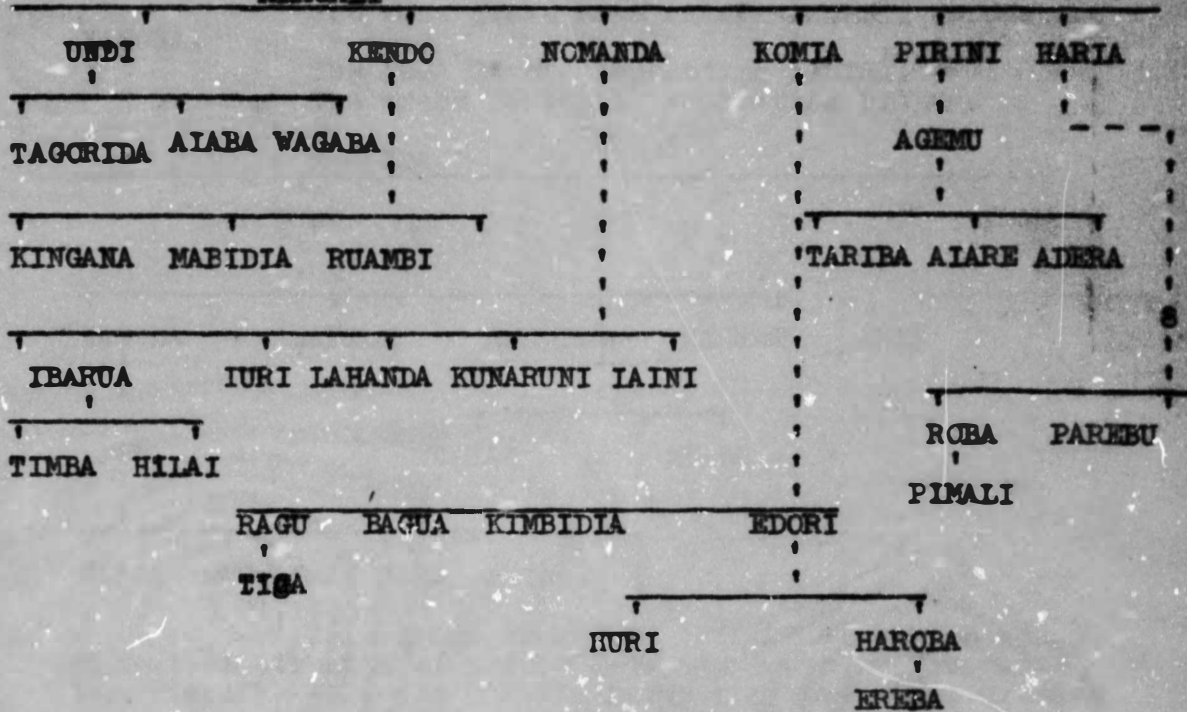 UNDI KENDO NOMANDA KOMIA PIRINI HARIA
TAGORIDA AIABA WAGABA AGEMU
KINGANA MABIDIA RUAMBI TARIBA AIARE ADERA
IBARUA IURI LAHANDA KUNARUNI IAINI
ROBA PAREBU
TIMBA HILAI
PIMALI
RAGU BAGUA KIMBIDIA EDORI
TIGA
HURI HAROBA
EREBA